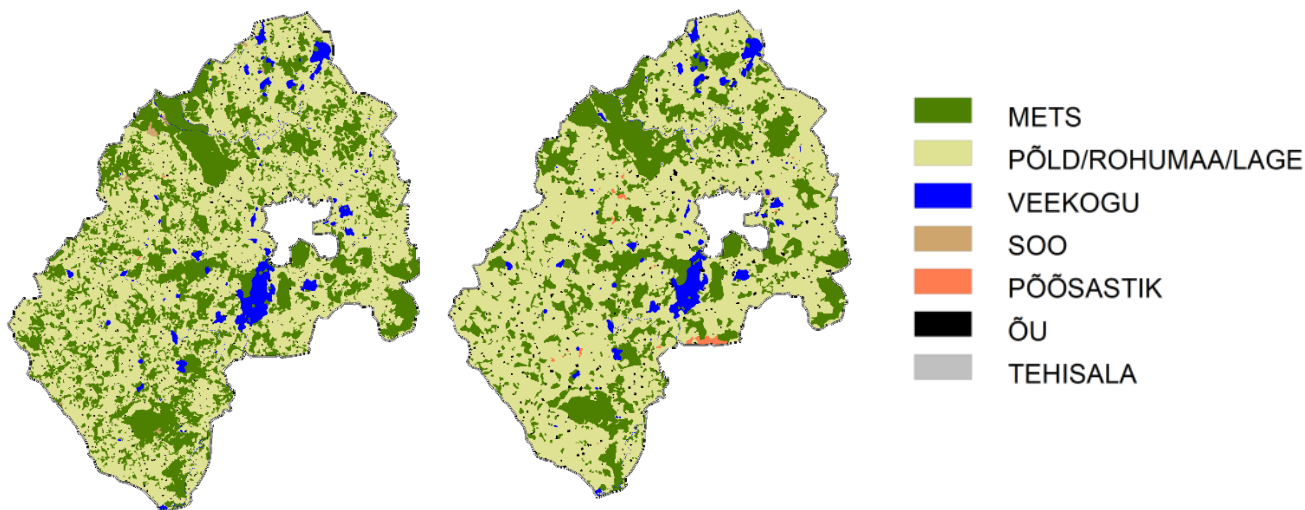 METS
PÕLD/ROHUMAA/LAGE
VEEKOGU
SOO
PÕÕSASTIK
ÕU
TEHISALA